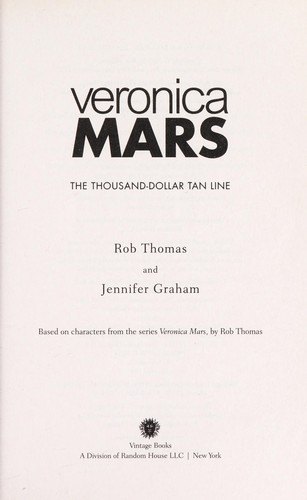 veronica
MARS
THE THOUSAND-DOLLAR TAN LINE
Rob Thomas
and
Jennifer Graham
Based on characters from the series Veronica Mars, by Rob Thomas
Vintage Books
A Division of Random House LLC | New York